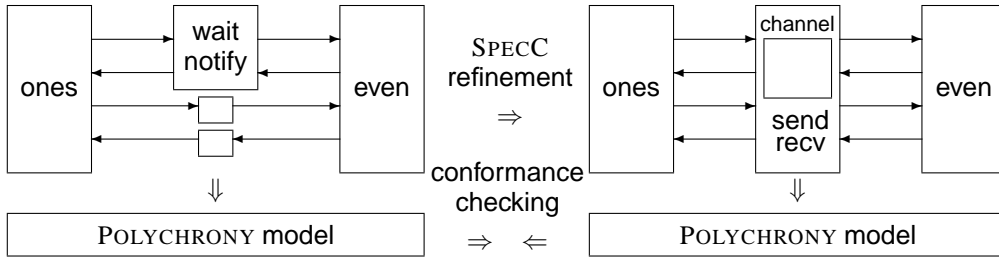 ones
wait
notify
even
SPECC
refinement
⇒
ones
channel
send
recv
even
⇓
conformance
checking
⇓
POLYCHRONY model
⇒ ⇐
POLYCHRONY model